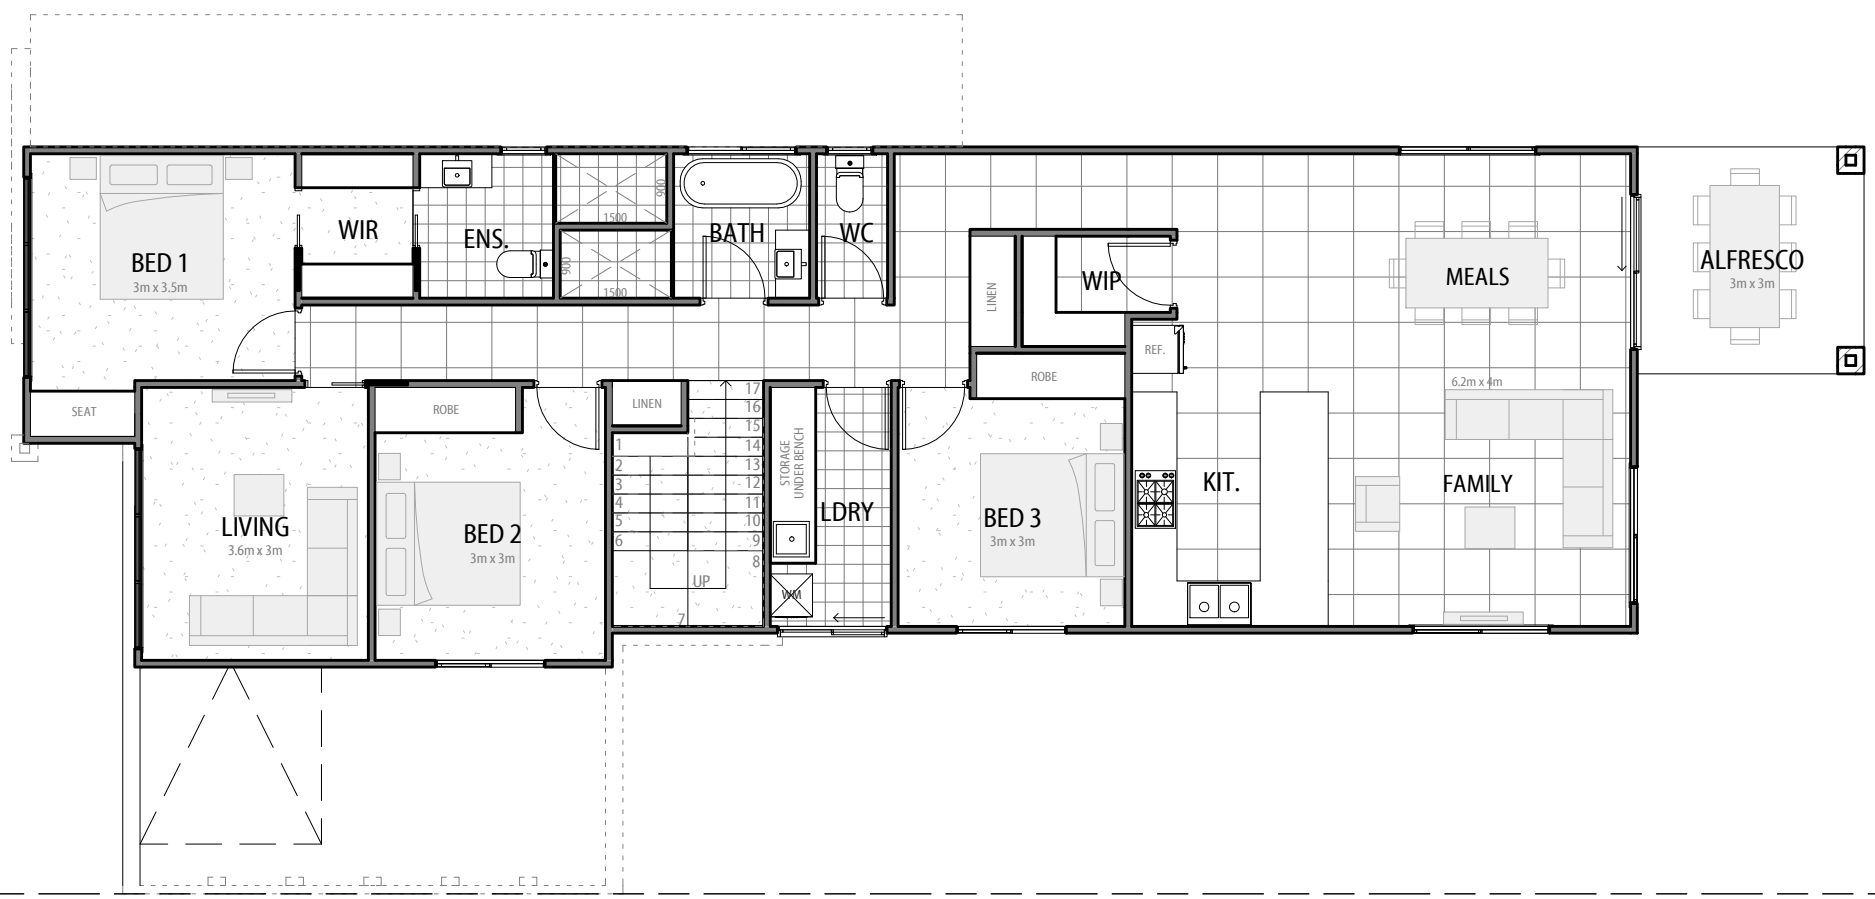 BED 1
3m x 3.5m
WIR
ENS.
900
1500
900
1500
BATH
WC
LINEN
WIP
REF.
MEALS
ALFRESCO
3m x 3m
SEAT
ROBE
LINEN
ROBE
6.2m x 4m
LIVING
3.6m x 3m
BED 2
3m x 3m
1
2
3
4
5
6
7
8
9
10
11
12
13
14
15
16
17
UP
STORAGE
UNDER BENCH
LDRY
WM
BED 3
3m x 3m
KIT.
FAMILY